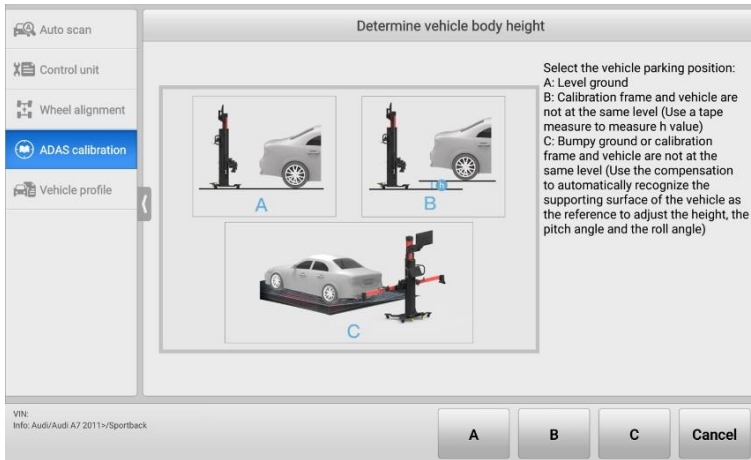 Auto scan
Control unit
Wheel alignment
ADAS calibration
Vehicle profile
Determine vehicle body height
A
B
h
C
Select the vehicle parking position:
A: Level ground
B: Calibration frame and vehicle are
not at the same level (Use a tape
measure to measure h value)
C: Bumpy ground or calibration
frame and vehicle are not at the
same level (Use the compensation
to automatically recognize the
supporting surface of the vehicle as
the reference to adjust the height, the
pitch angle and the roll angle)
VIN:
Info: Audi/Audi A7 2011>/Sportback
A
B
C
Cancel